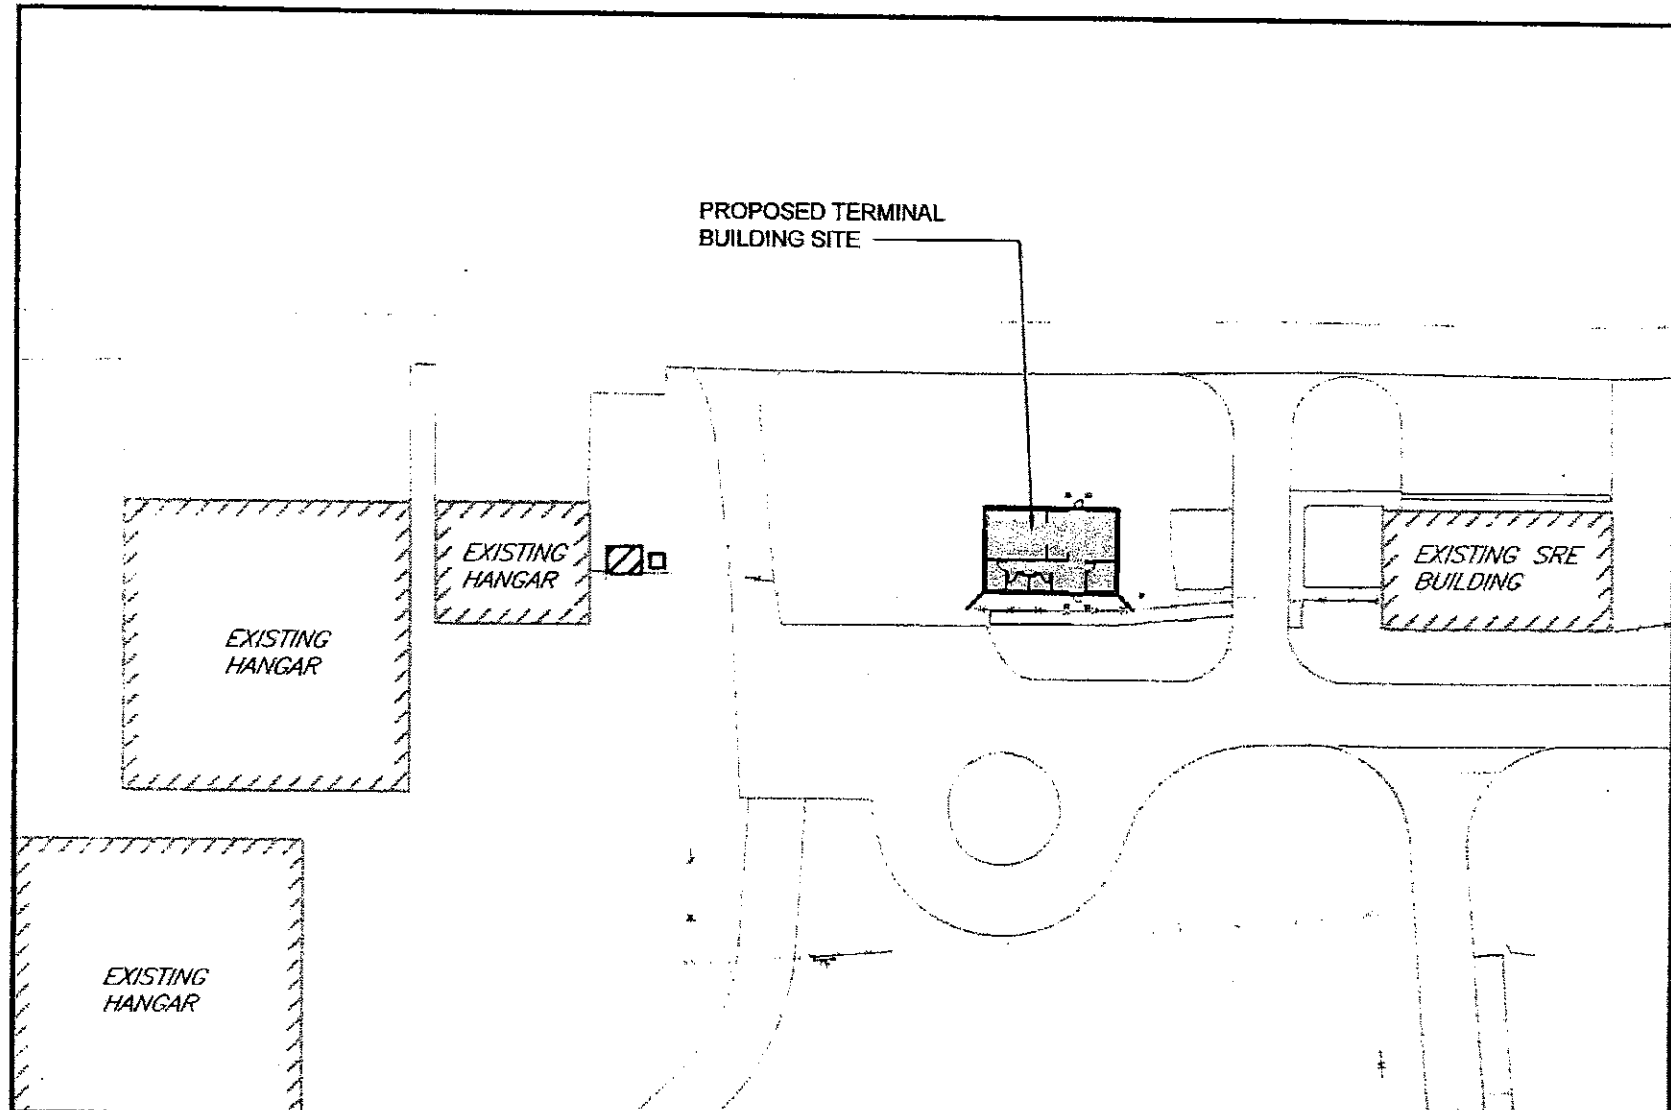 PROPOSED TERMINAL
BUILDING SITE
EXISTING
HANGAR
EXISTING SRE
BUILDING
EXISTING
HANGAR
EXISTING
HANGAR